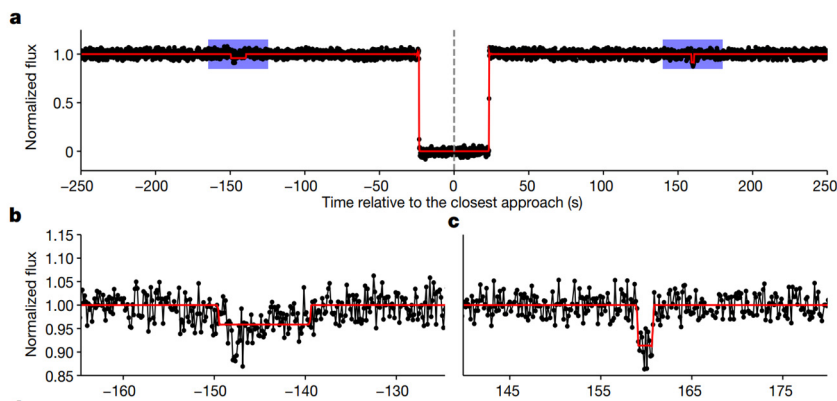 a
Normalized flux
1.0
0.5
0
−250 −200 −150 −100 −50 0 50 100 150 200 250
Time relative to the closest approach (s)
b
Normalized flux
1.15
1.10
1.05
1.00
0.95
0.90
0.85
−160 −150 −140 −130
c
145 155 165 175